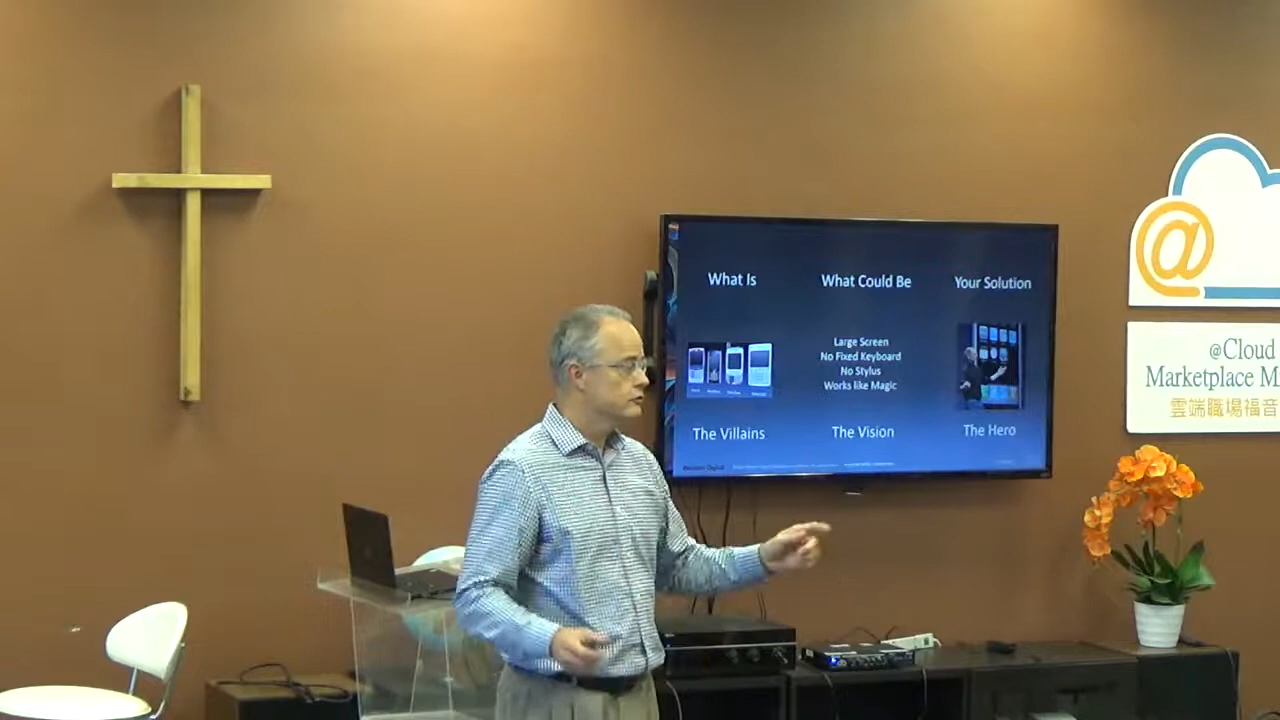 What Is
What Could Be
Your Solution
Large Screen
No Fixed Keyboard
No Stylus
Works like Magic
The Villains
The Vision
The Hero
@
@Cloud
Marketplace M
雲端職場福音